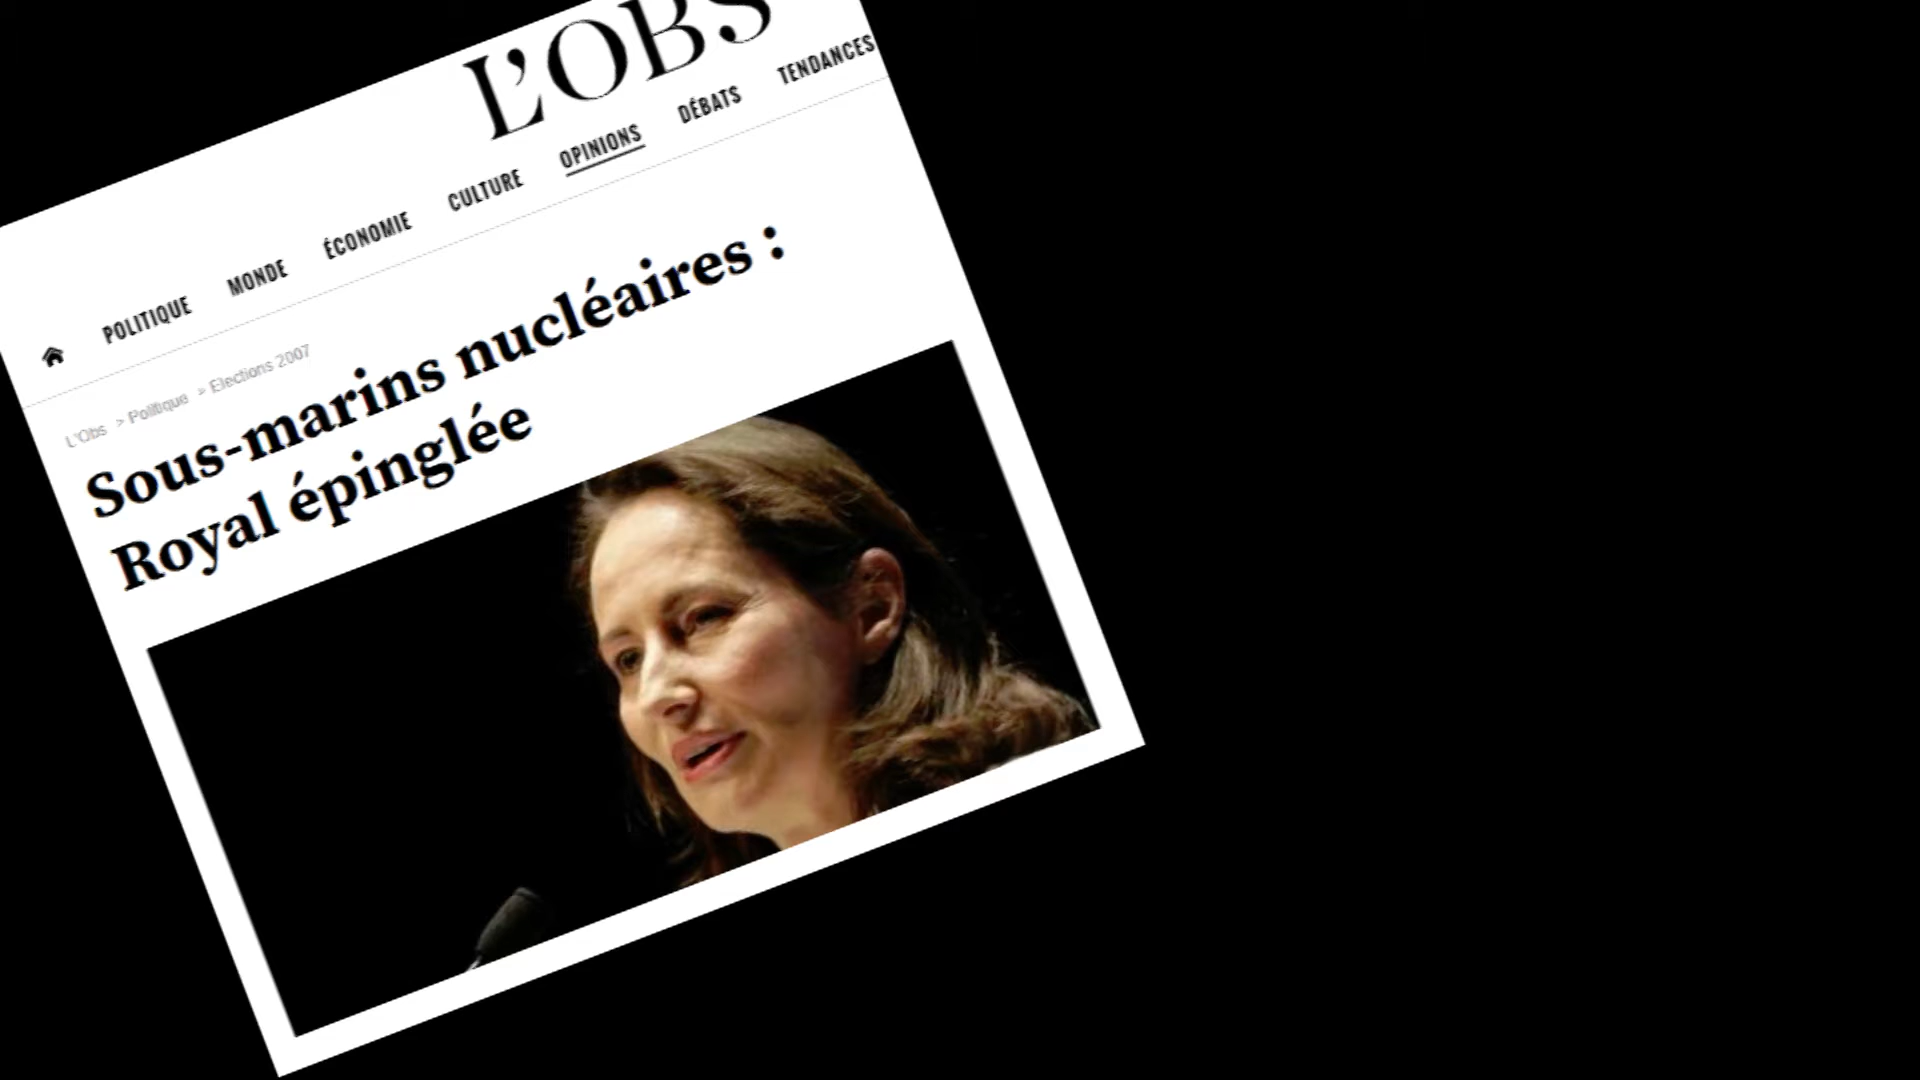 L'OBS
POLITIQUE MONDE ÉCONOMIE CULTURE OPINIONS DÉBATS TENDANCES
L'Obs > Politique > Elections 2007
Sous-marins nucléaires :
Royal épinglée